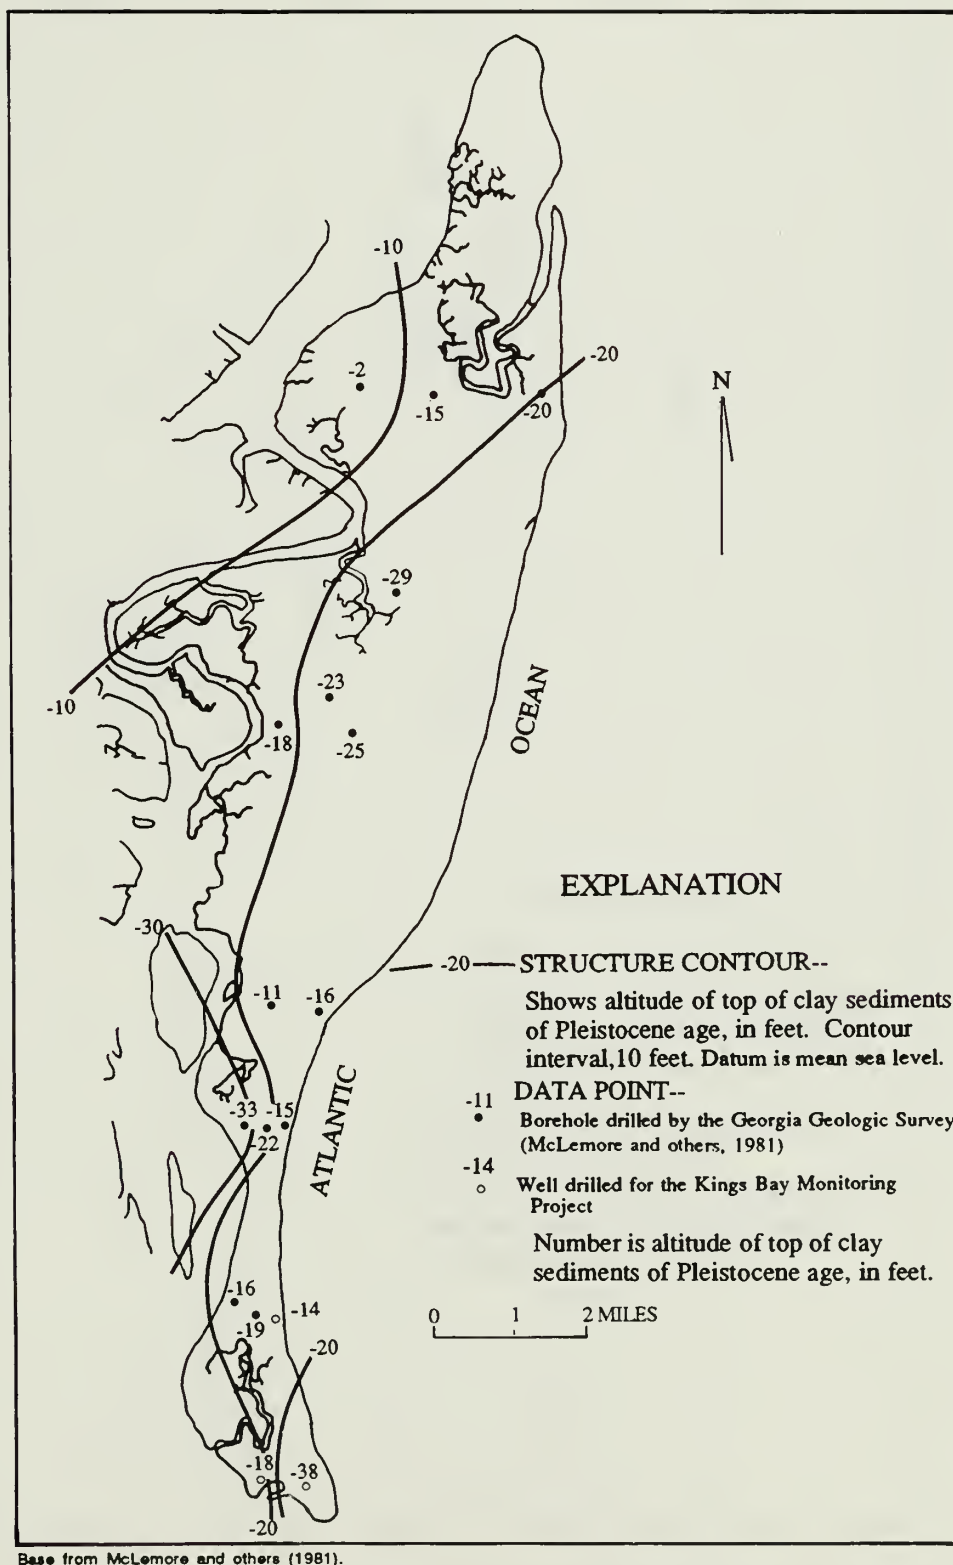 -10
-20
-2
N
-15
-20
-29
-23
-10
-18
-25
OCEAN
EXPLANATION
-30
-20 STRUCTURE CONTOUR--
-11
-16
Shows altitude of top of clay sediments
of Pleistocene age, in feet. Contour
interval,10 feet. Datum is mean sea level.
-11 DATA POINT--
-33 -15
Borehole drilled by the Georgia Geologic Survey
(McLemore and others, 1981)
-22
ATLANTIC
-14
Well drilled for the Kings Bay Monitoring
Project
Number is altitude of top of clay
sediments of Pleistocene age, in feet.
-16
-14
-19
0 1 2 MILES
-20
-18
-38
-20
Base from McLemore and others (1981).